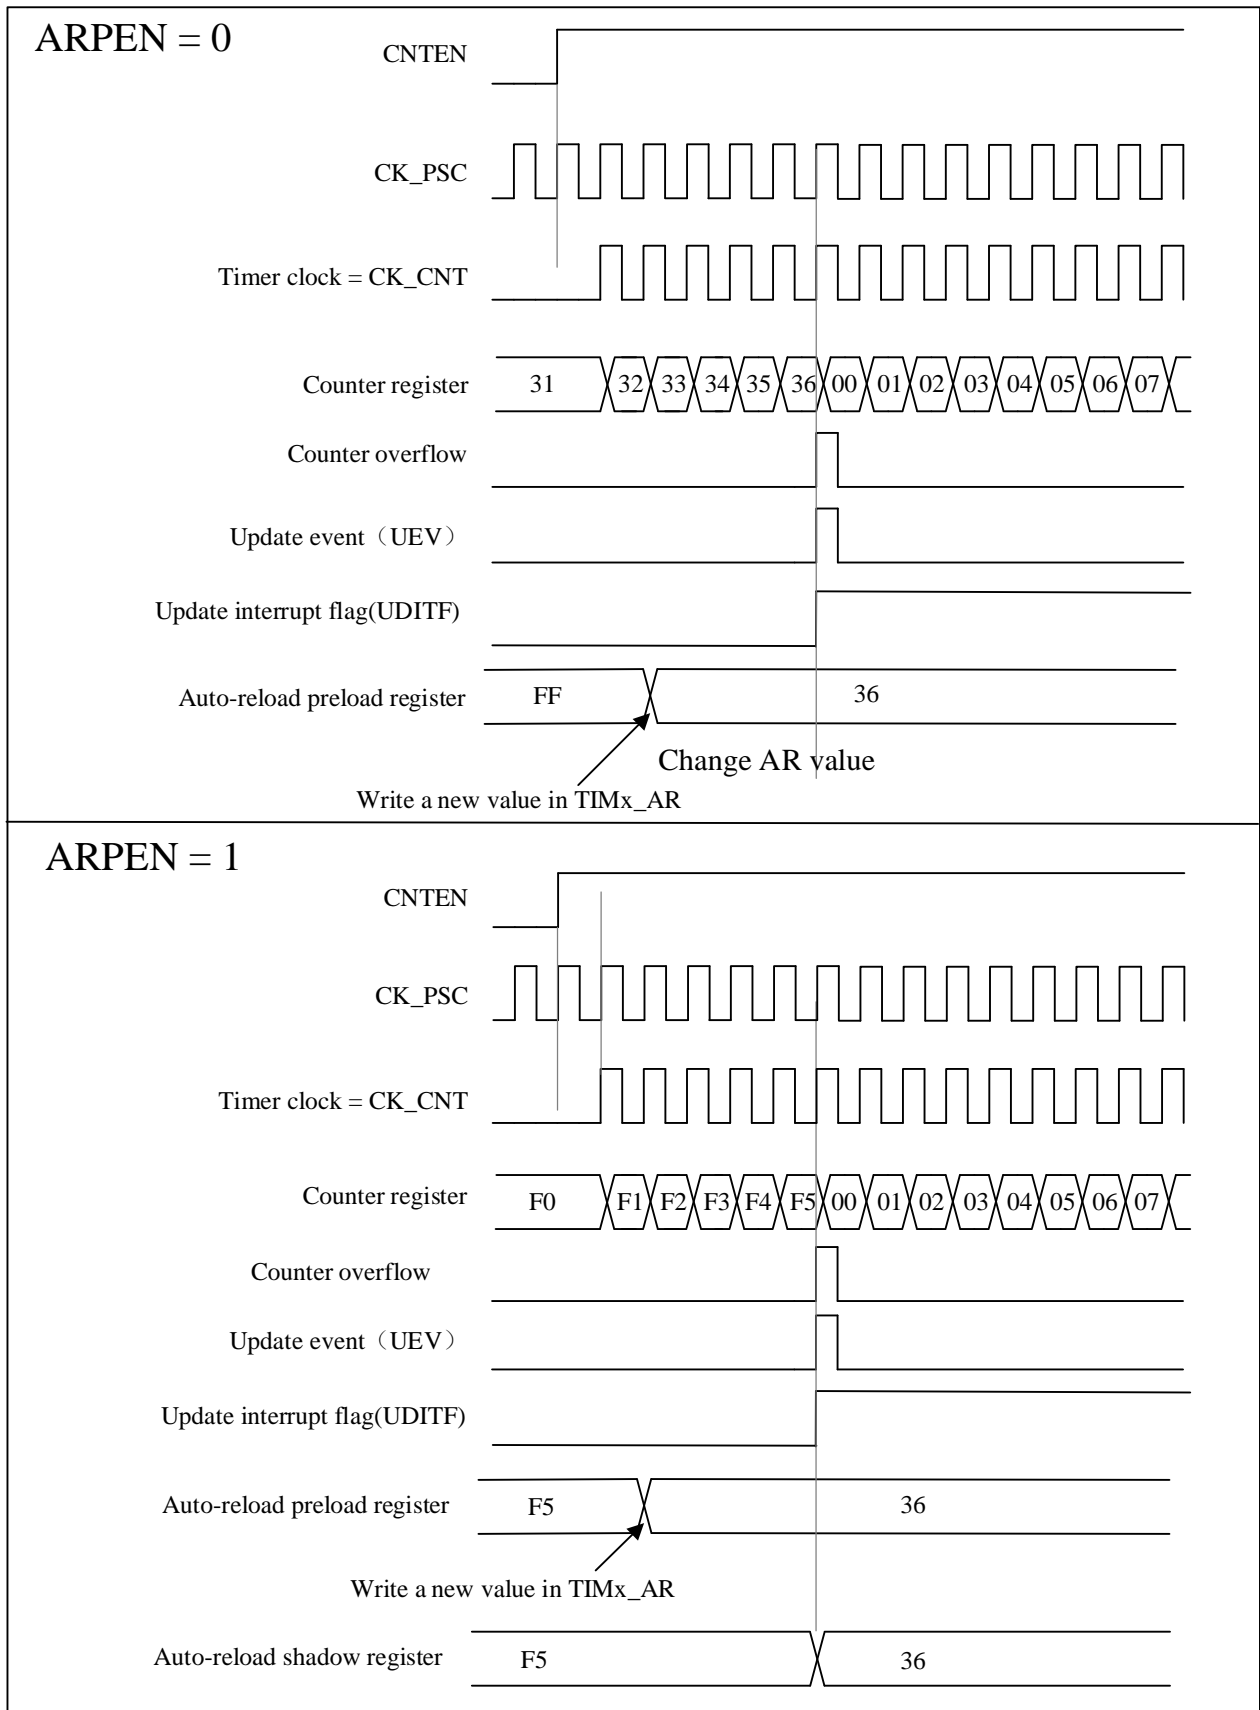 ARPEN = 0
CNTEN
CK_PSC
Timer clock = CK_CNT
Counter register 31 32 33 34 35 36 00 01 02 03 04 05 06 07
Counter overflow
Update event（UEV）
Update interrupt flag(UDITF)
Auto-reload preload register FF 36
Change AR value
Write a new value in TIMx_AR
ARPEN = 1
CNTEN
CK_PSC
Timer clock = CK_CNT
Counter register F0 F1 F2 F3 F4 F5 00 01 02 03 04 05 06 07
Counter overflow
Update event（UEV）
Update interrupt flag(UDITF)
Auto-reload preload register F5 36
Write a new value in TIMx_AR
Auto-reload shadow register F5 36